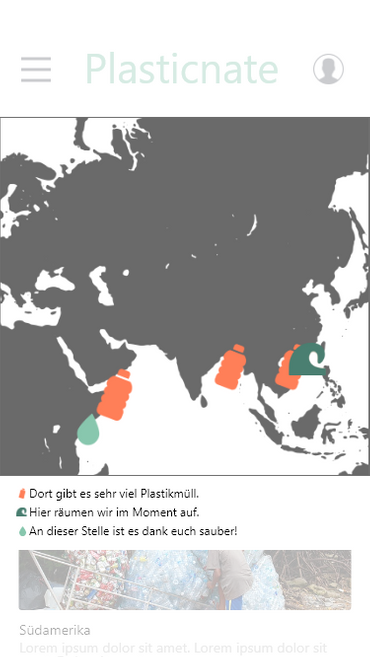 Plasticnate
Dort gibt es sehr viel Plastikmüll.
Hier räumen wir im Moment auf.
An dieser Stelle ist es dank euch sauber!
Südamerika
Lorem ipsum dolor sit amet. Lorem ipsum dolor sit